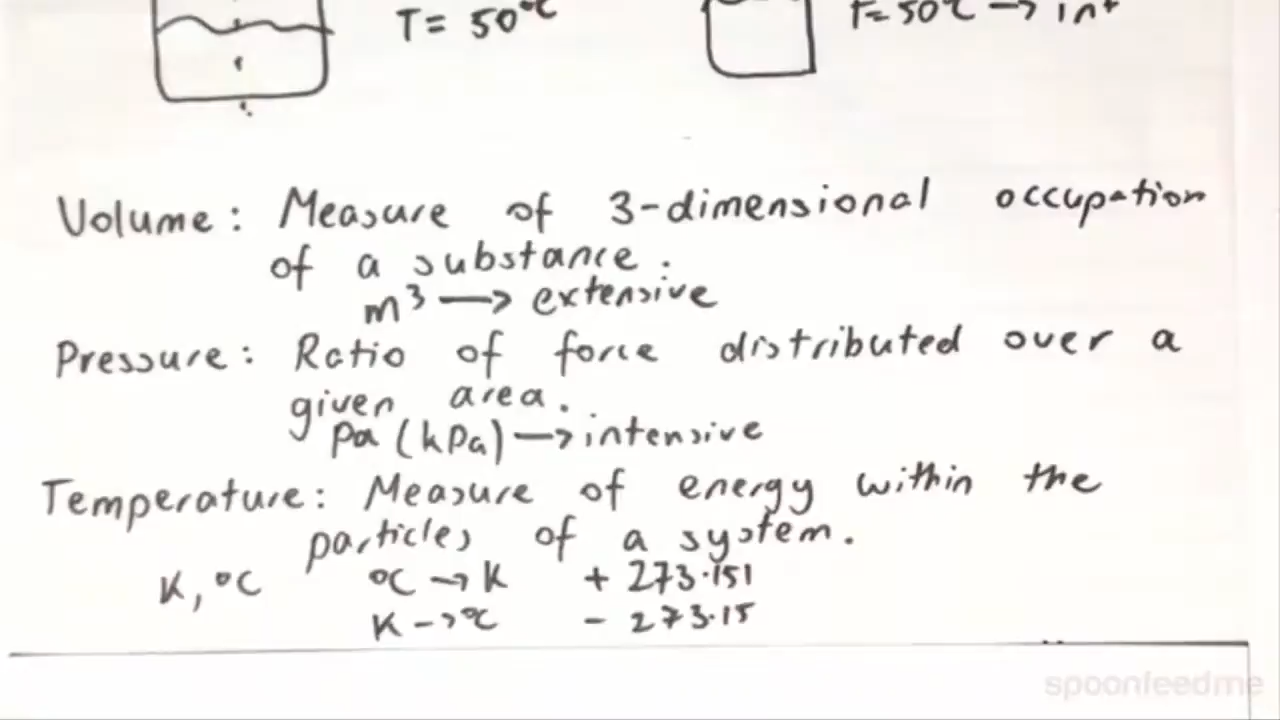 T= 50°C
T= 50°C → int
Volume: Measure of 3-dimensional occupation
of a substance.
m³ → extensive
Pressure: Ratio of force distributed over a
given area.
Pa (kPa) → intensive
Temperature: Measure of energy within the
particles of a system.
K, °C °C → K + 273.151
K → °C - 273.15
spoonfeedme